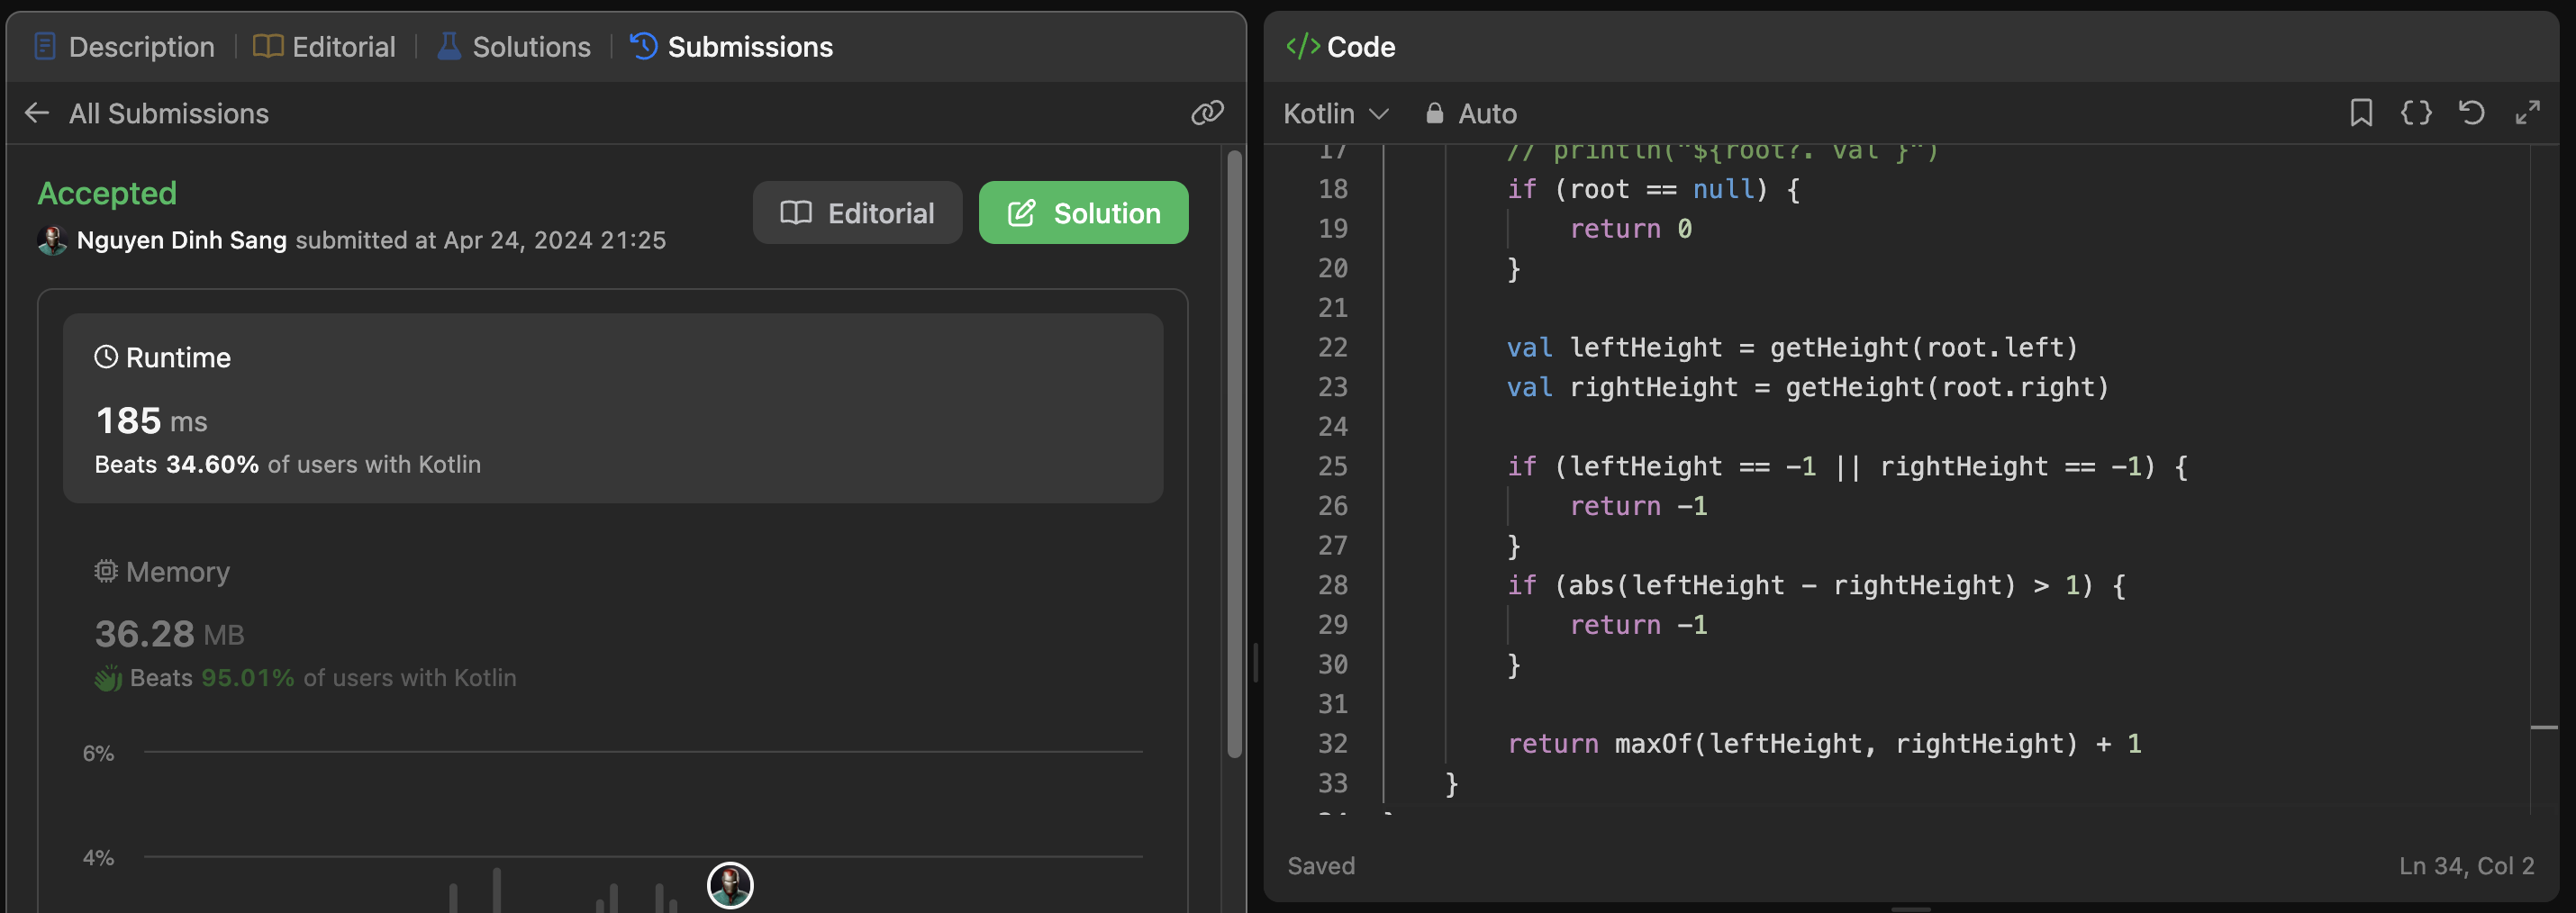 Description | Editorial | Solutions | Submissions
All Submissions
Accepted
Nguyen Dinh Sang submitted at Apr 24, 2024 21:25
Editorial
Solution
Runtime
185 ms
Beats 34.60% of users with Kotlin
Memory
36.28 MB
Beats 95.01% of users with Kotlin
6%
4%
</> Code
Kotlin Auto
17 // println("${root?. val }")
18 if (root == null) {
19 return 0
20 }
21
22 val leftHeight = getHeight(root.left)
23 val rightHeight = getHeight(root.right)
24
25 if (leftHeight == -1 || rightHeight == -1) {
26 return -1
27 }
28 if (abs(leftHeight - rightHeight) > 1) {
29 return -1
30 }
31
32 return maxOf(leftHeight, rightHeight) + 1
33 }
Saved
Ln 34, Col 2